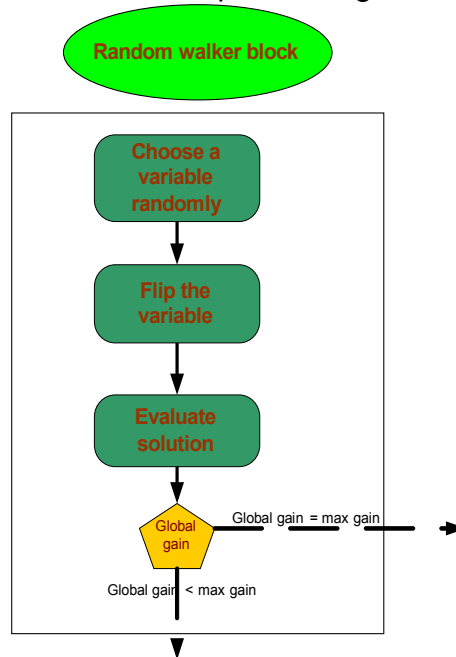 Random walker block
Choose a
variable
randomly
Flip the
variable
Evaluate
solution
Global
gain
Global gain = max gain
Global gain < max gain